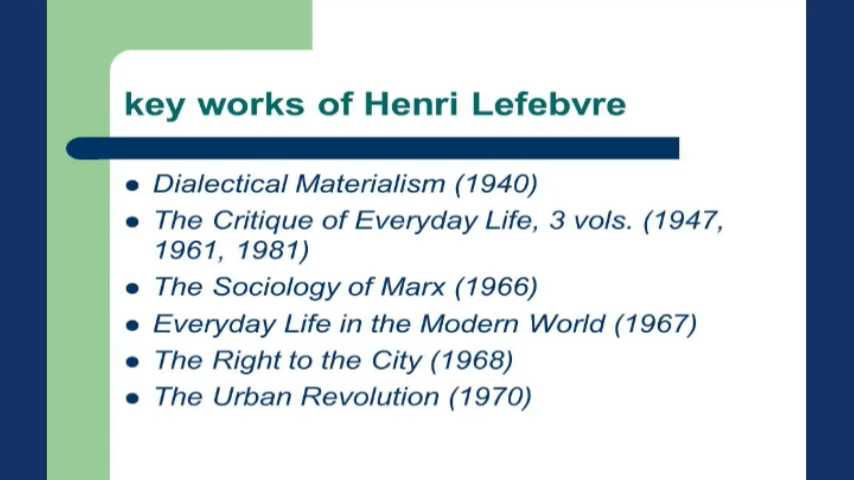 key works of Henri Lefebvre
• Dialectical Materialism (1940)
• The Critique of Everyday Life, 3 vols. (1947,
1961, 1981)
• The Sociology of Marx (1966)
• Everyday Life in the Modern World (1967)
• The Right to the City (1968)
• The Urban Revolution (1970)